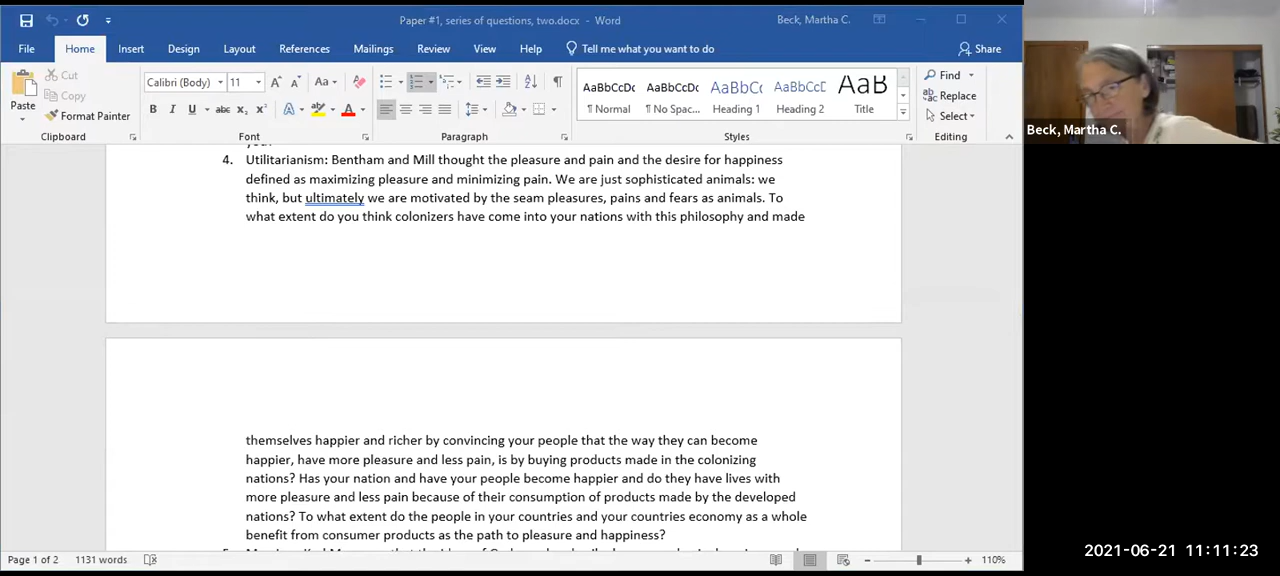 Paper #1, series of questions, two.docx - Word
Beck, Martha C.
File Home Insert Design Layout References Mailings Review View Help Tell me what you want to do Share
Paste
Cut
Copy
Format Painter
Clipboard
Calibri (Body) 11
Font
Paragraph
AaBbCcDc AaBbCcDc AaBbCc AaBbCcD AaB
¶ Normal ¶ No Spac... Heading 1 Heading 2 Title
Styles
Find
Replace
Select
Editing
Beck, Martha C.
4. Utilitarianism: Bentham and Mill thought the pleasure and pain and the desire for happiness
defined as maximizing pleasure and minimizing pain. We are just sophisticated animals: we
think, but ultimately we are motivated by the seam pleasures, pains and fears as animals. To
what extent do you think colonizers have come into your nations with this philosophy and made
themselves happier and richer by convincing your people that the way they can become
happier, have more pleasure and less pain, is by buying products made in the colonizing
nations? Has your nation and have your people become happier and do they have lives with
more pleasure and less pain because of their consumption of products made by the developed
nations? To what extent do the people in your countries and your countries economy as a whole
benefit from consumer products as the path to pleasure and happiness?
Page 1 of 2 1131 words
110%
2021-06-21 11:11:23